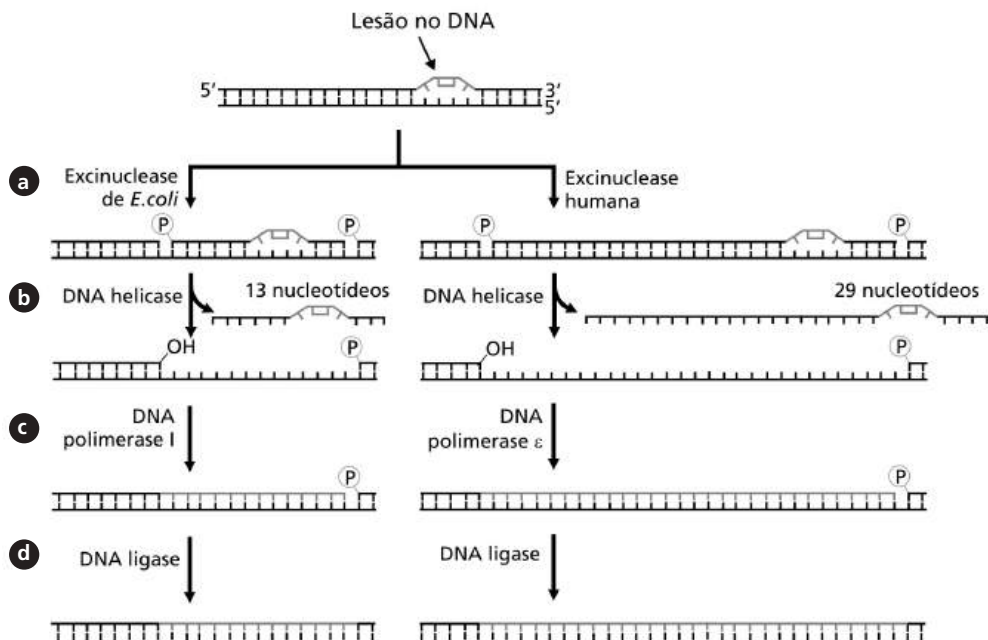 Lesão no DNA
5′
3′
5′
a
Excinuclease
de E.coli
Excinuclease
humana
P
P
P
P
b
DNA helicase
13 nucleotídeos
DNA helicase
29 nucleotídeos
OH
P
OH
P
c
DNA
polimerase I
DNA
polimerase ε
P
P
d
DNA ligase
DNA ligase